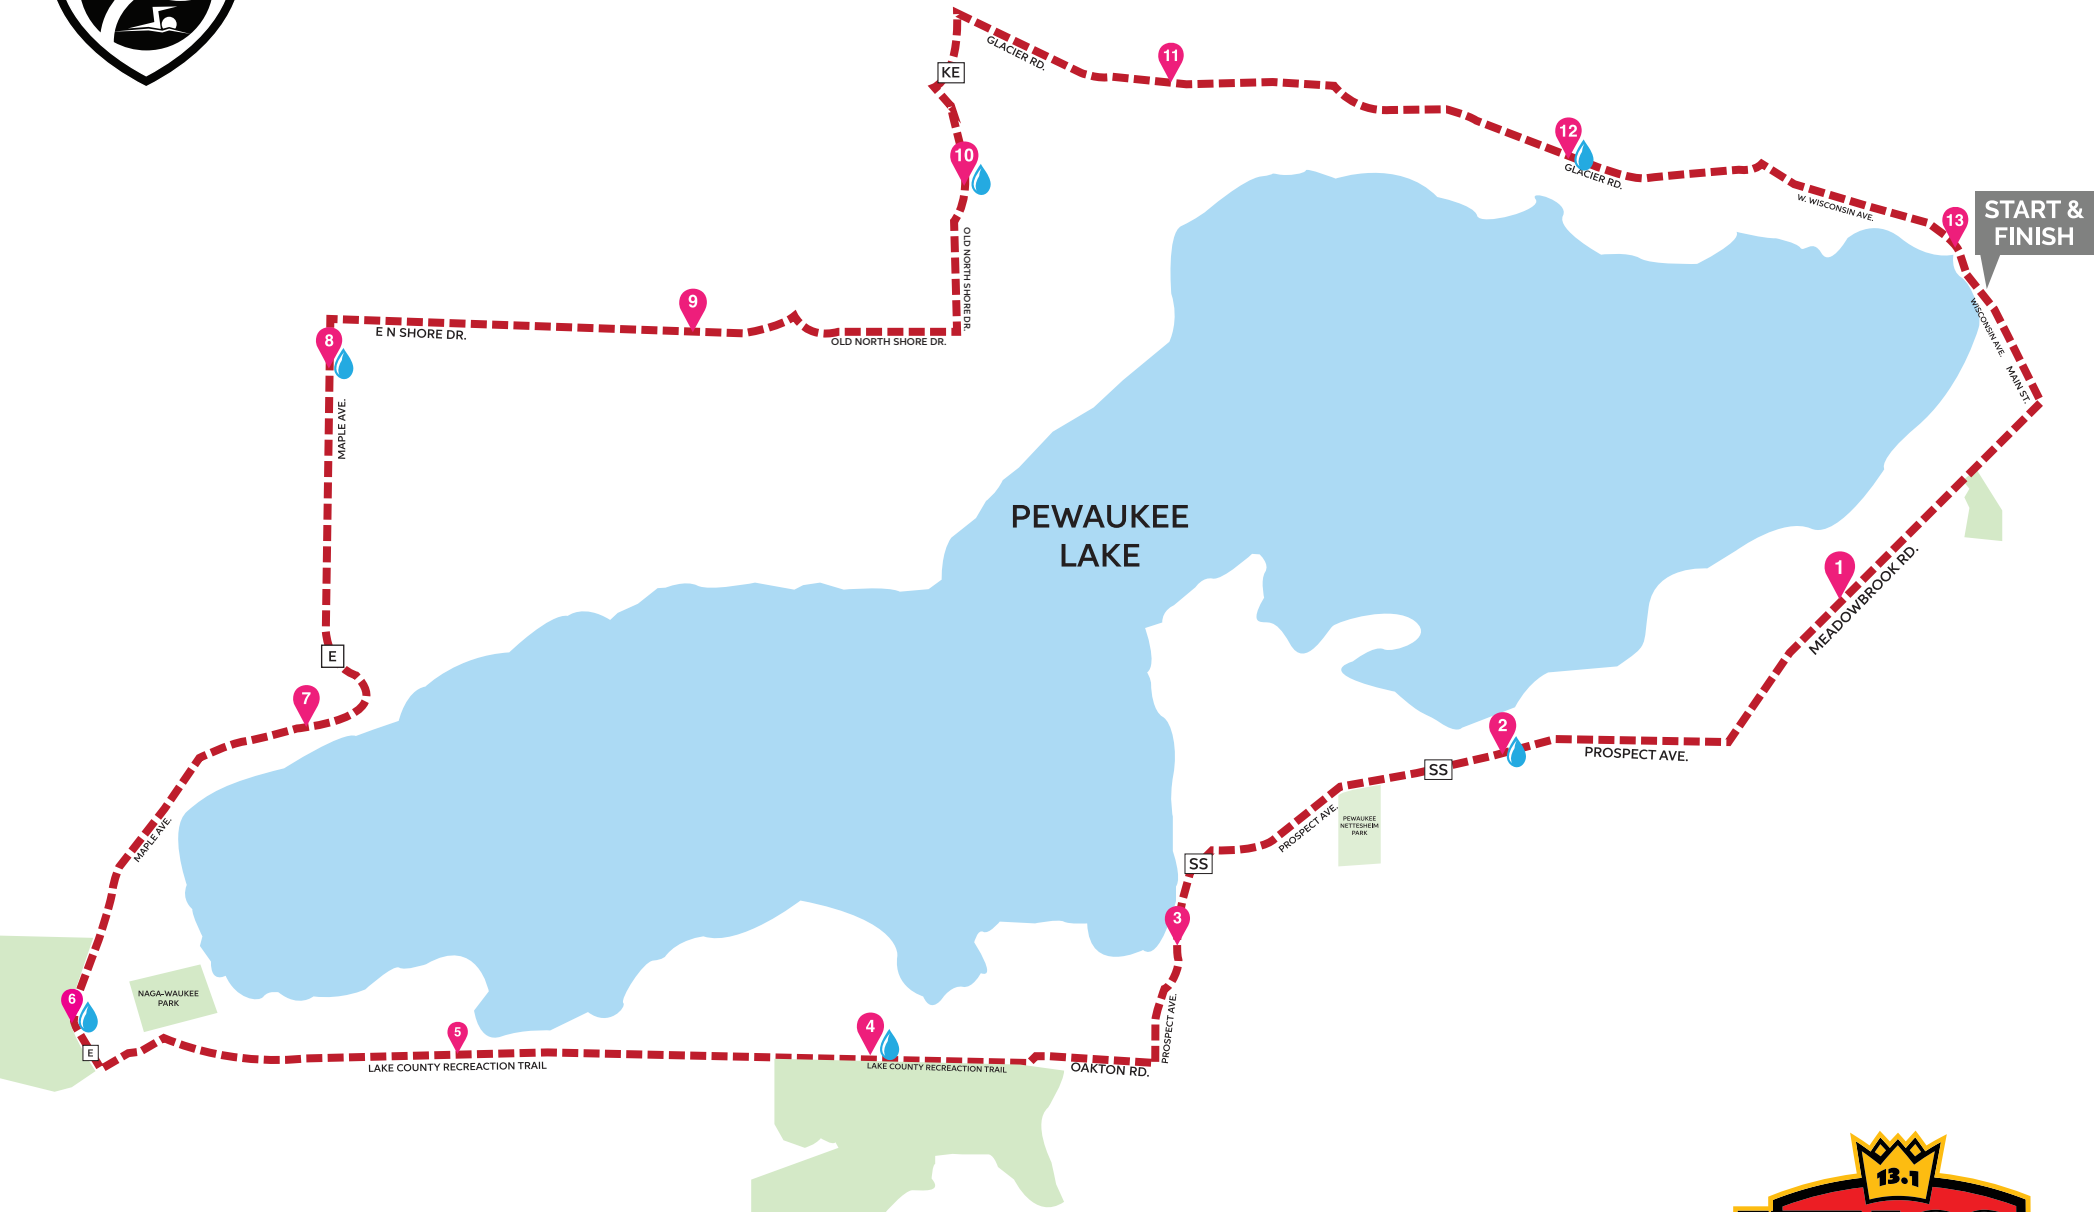 GLACIER RD.
11
KE
12
GLACIER RD.
10
W. WISCONSIN AVE.
13
START &
FINISH
OLD NORTH SHORE DR.
9
E N SHORE DR.
OLD NORTH SHORE DR.
8
WISCONSIN AVE.
MAIN ST.
MAPLE AVE.
PEWAUKEE
LAKE
1
MEADOWBROOK RD.
E
7
2
PROSPECT AVE.
SS
PROSPECT AVE.
PEWAUKEE
NETTESHEIM
PARK
MAPLE AVE.
SS
3
NAGA-WAUKEE
PARK
6
PROSPECT AVE.
E
5
4
LAKE COUNTY RECREACTION TRAIL
LAKE COUNTY RECREACTION TRAIL
OAKTON RD.
13.1